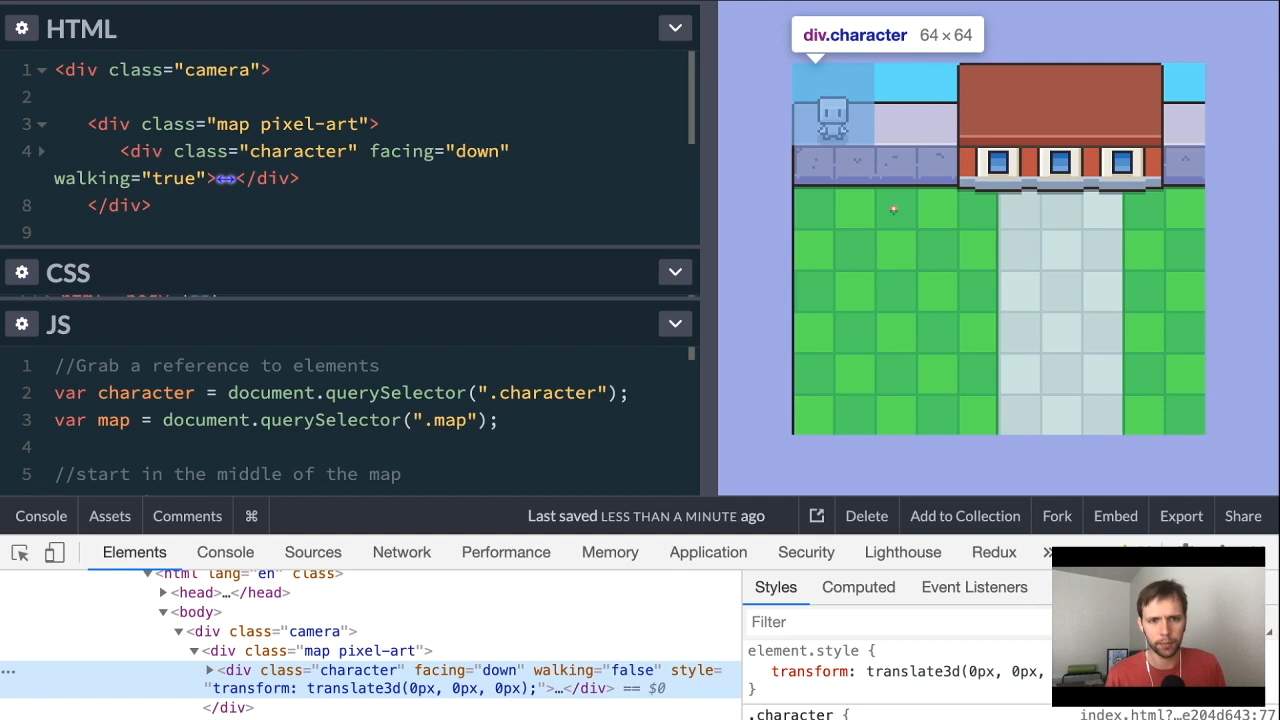 HTML
1 <div class="camera">
2
3 <div class="map pixel-art">
4 <div class="character" facing="down"
walking="true"></div>
8 </div>
9
CSS
JS
1 //Grab a reference to elements
2 var character = document.querySelector(".character");
3 var map = document.querySelector(".map");
4
5 //start in the middle of the map
div.character 64 × 64
Console Assets Comments ⌘ Last saved LESS THAN A MINUTE ago Delete Add to Collection Fork Embed Export Share
Elements Console Sources Network Performance Memory Application Security Lighthouse Redux »
<html lang="en" class>
<head>…</head>
<body>
<div class="camera">
<div class="map pixel-art">
… <div class="character" facing="down" walking="false" style=
"transform: translate3d(0px, 0px, 0px);">…</div> == $0
</div>
Styles Computed Event Listeners
Filter
element.style {
transform: translate3d(0px, 0px,
}
.character { index.html?…e204d643:77